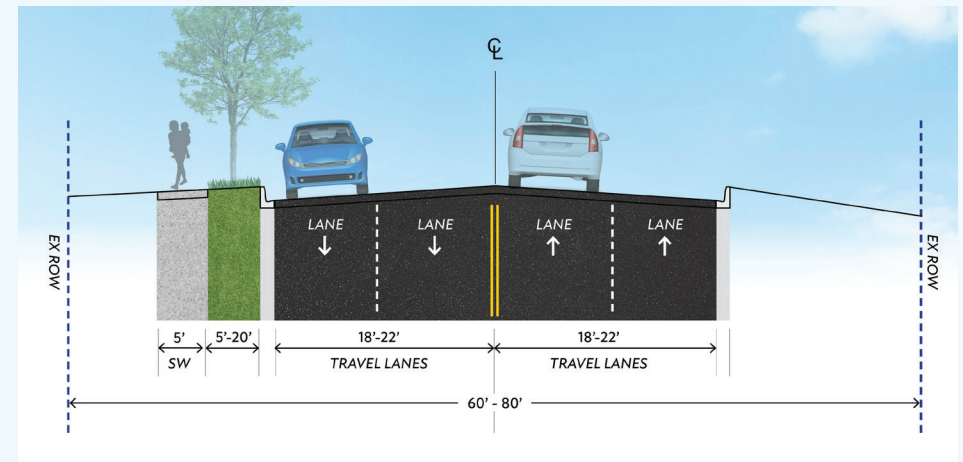 ℄
EX ROW
LANE
LANE
LANE
LANE
EX ROW
5'
5'-20'
18'-22'
18'-22'
SW
TRAVEL LANES
TRAVEL LANES
60' - 80'